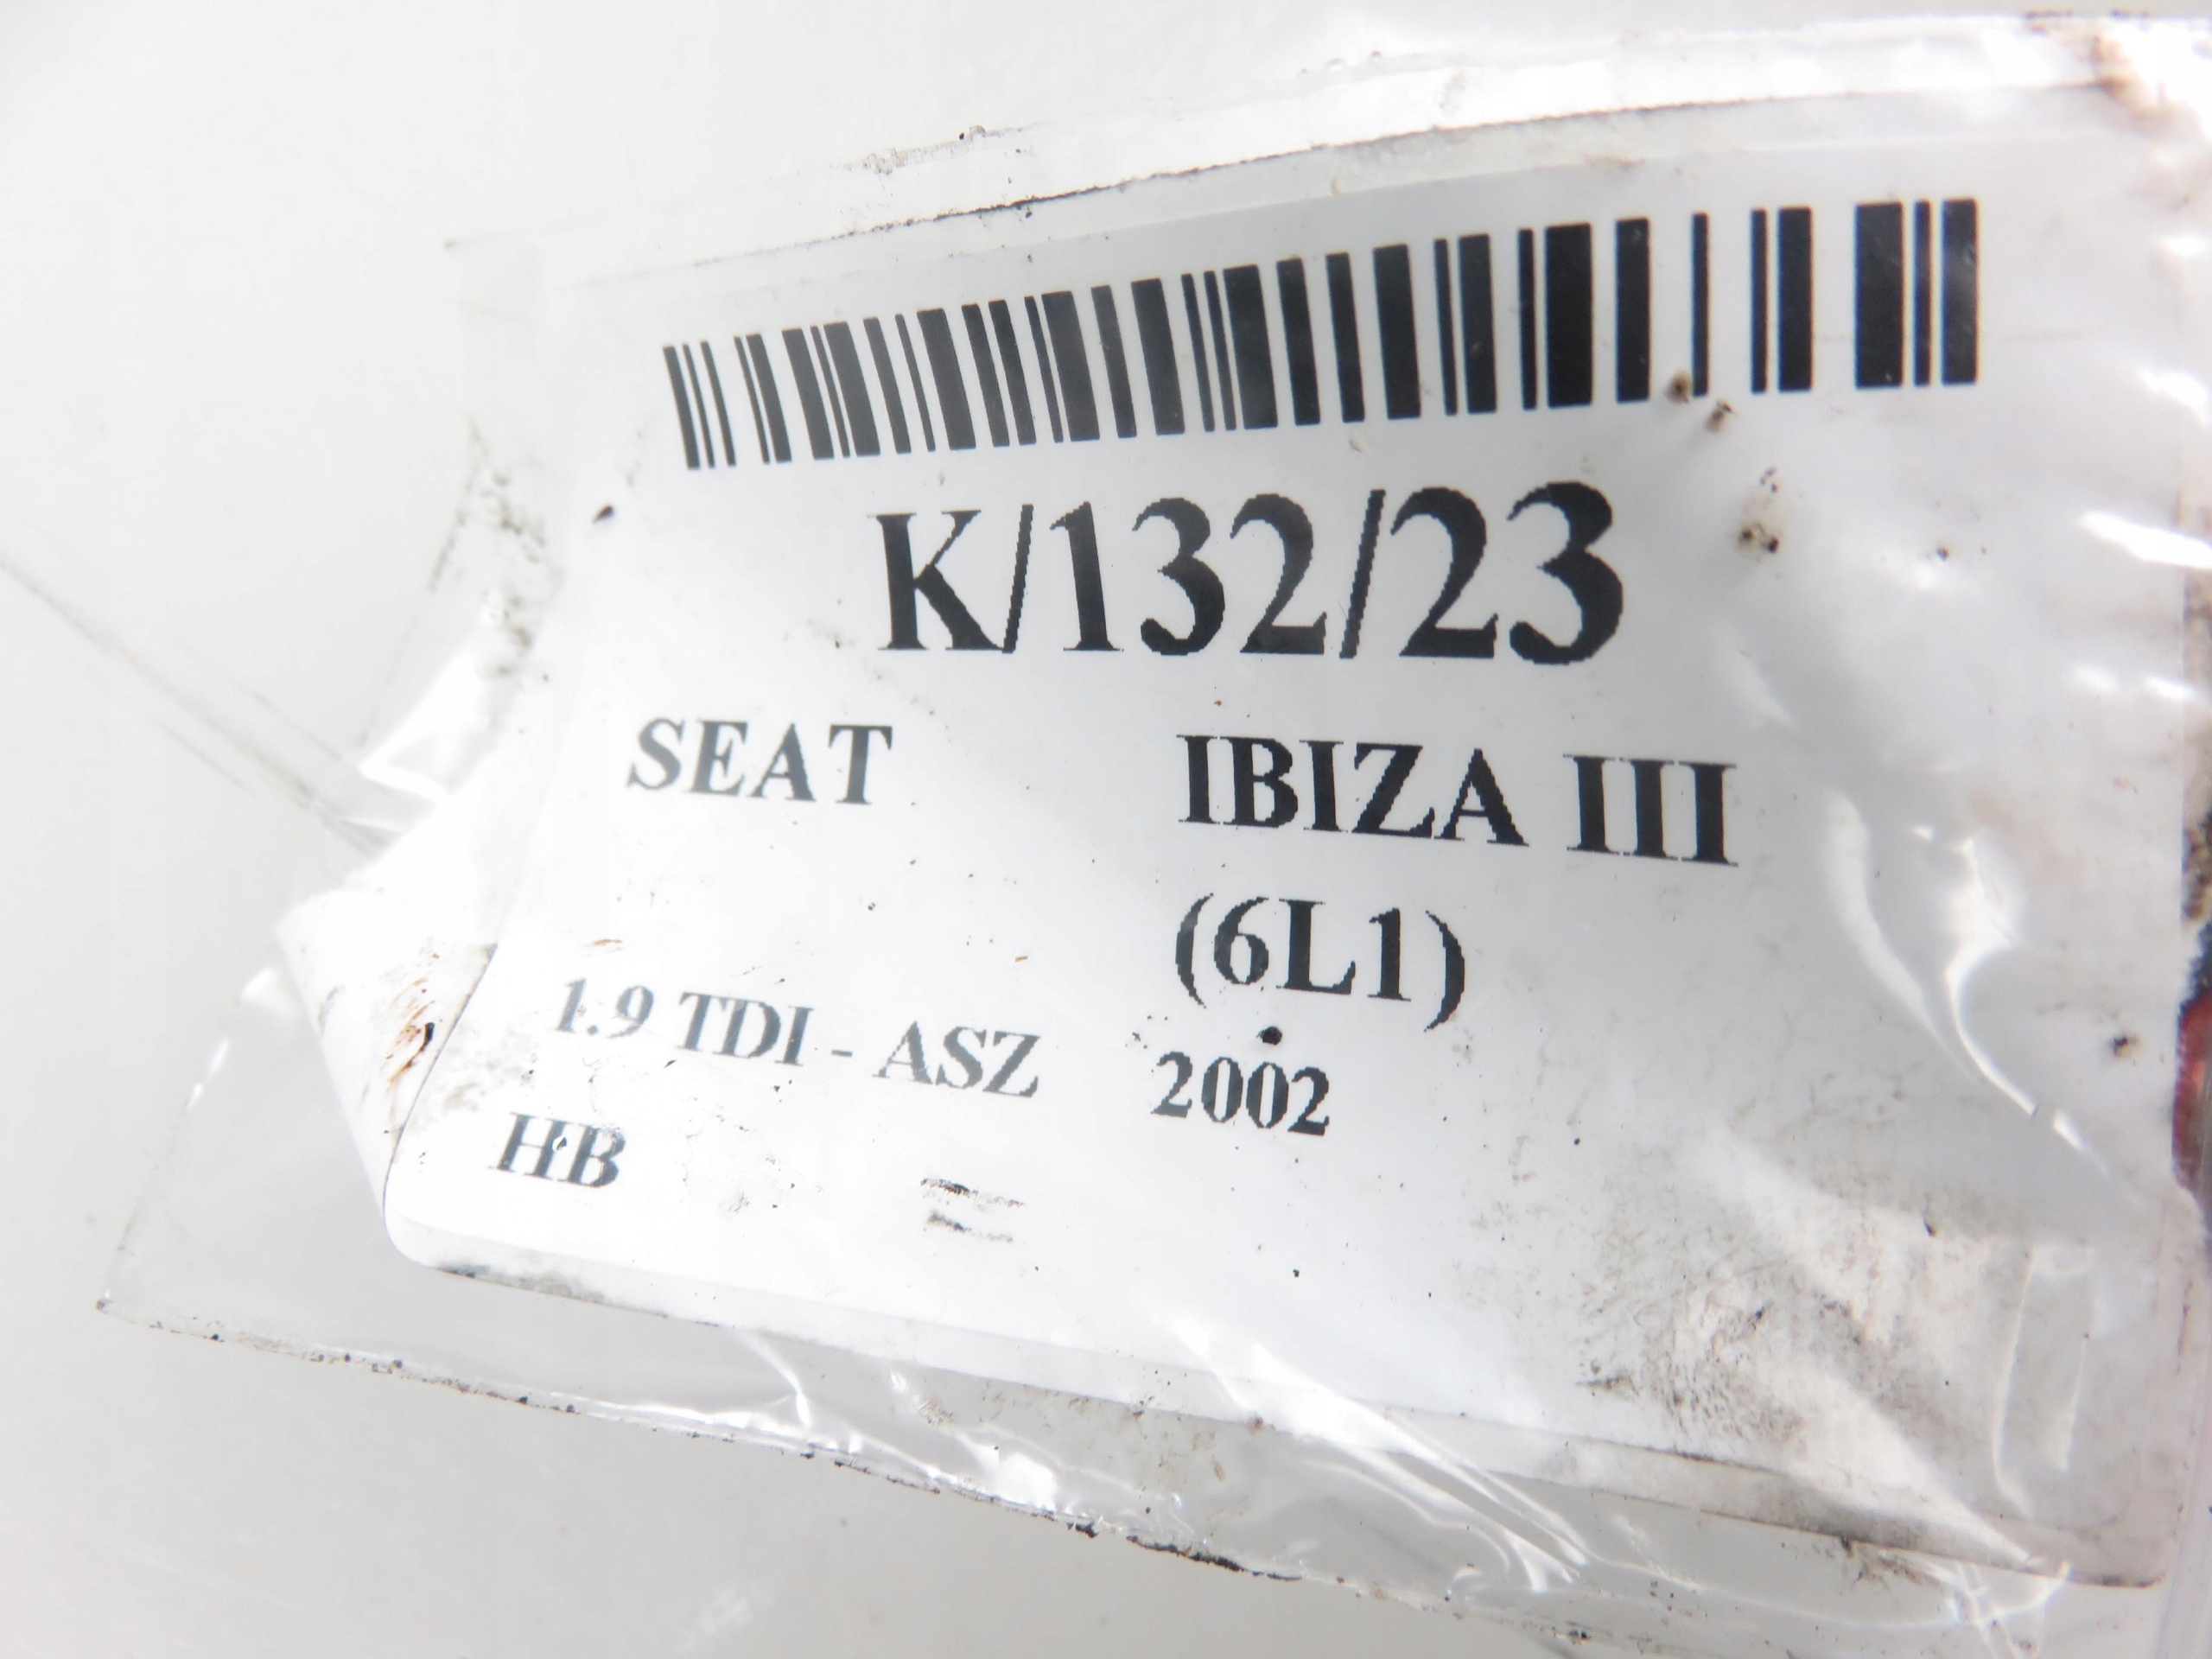 K/132/23
SEAT IBIZA III
(6L1)
1.9 TDI - ASZ 2002
HB